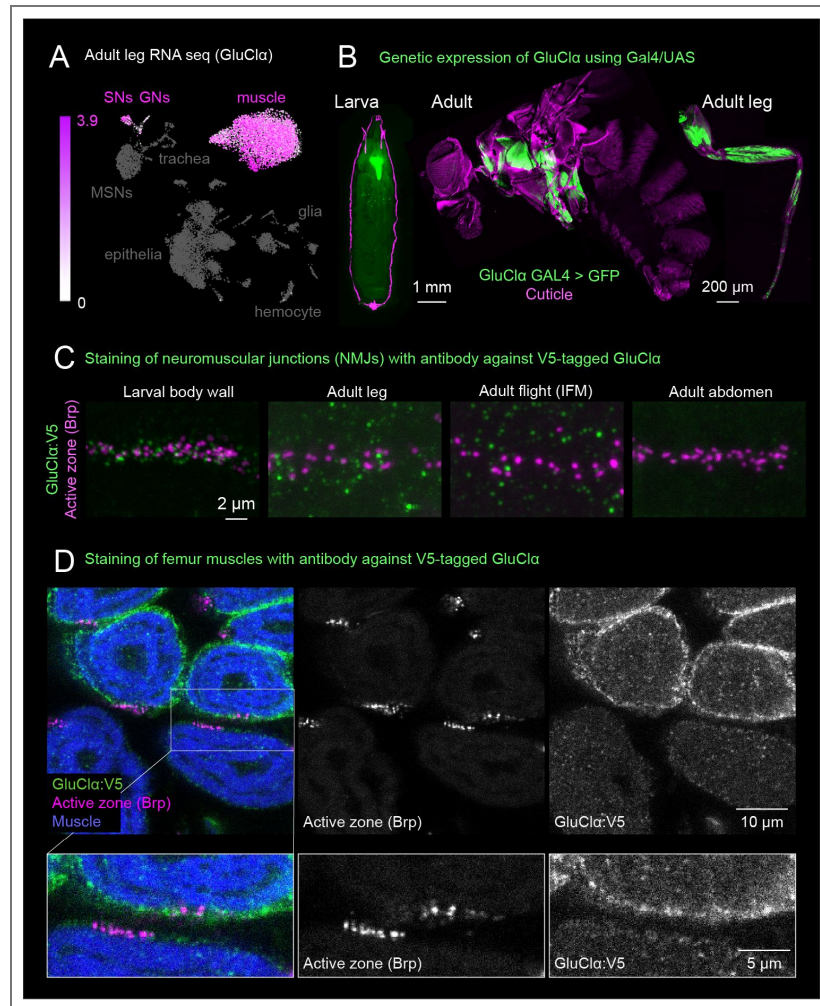 A Adult leg RNA seq (GluClα)
SNs GNs
muscle
3.9
trachea
MSNs
glia
epithelia
0
hemocyte
B Genetic expression of GluClα using Gal4/UAS
Larva
Adult
Adult leg
GluClα GAL4 > GFP
Cuticle
1 mm
200 µm
C Staining of neuromuscular junctions (NMJs) with antibody against V5-tagged GluClα
Larval body wall
Adult leg
Adult flight (IFM)
Adult abdomen
GluClα:V5
Active zone (Brp)
2 µm
D Staining of femur muscles with antibody against V5-tagged GluClα
GluClα:V5
Active zone (Brp)
Muscle
Active zone (Brp)
GluClα:V5
10 µm
Active zone (Brp)
GluClα:V5
5 µm